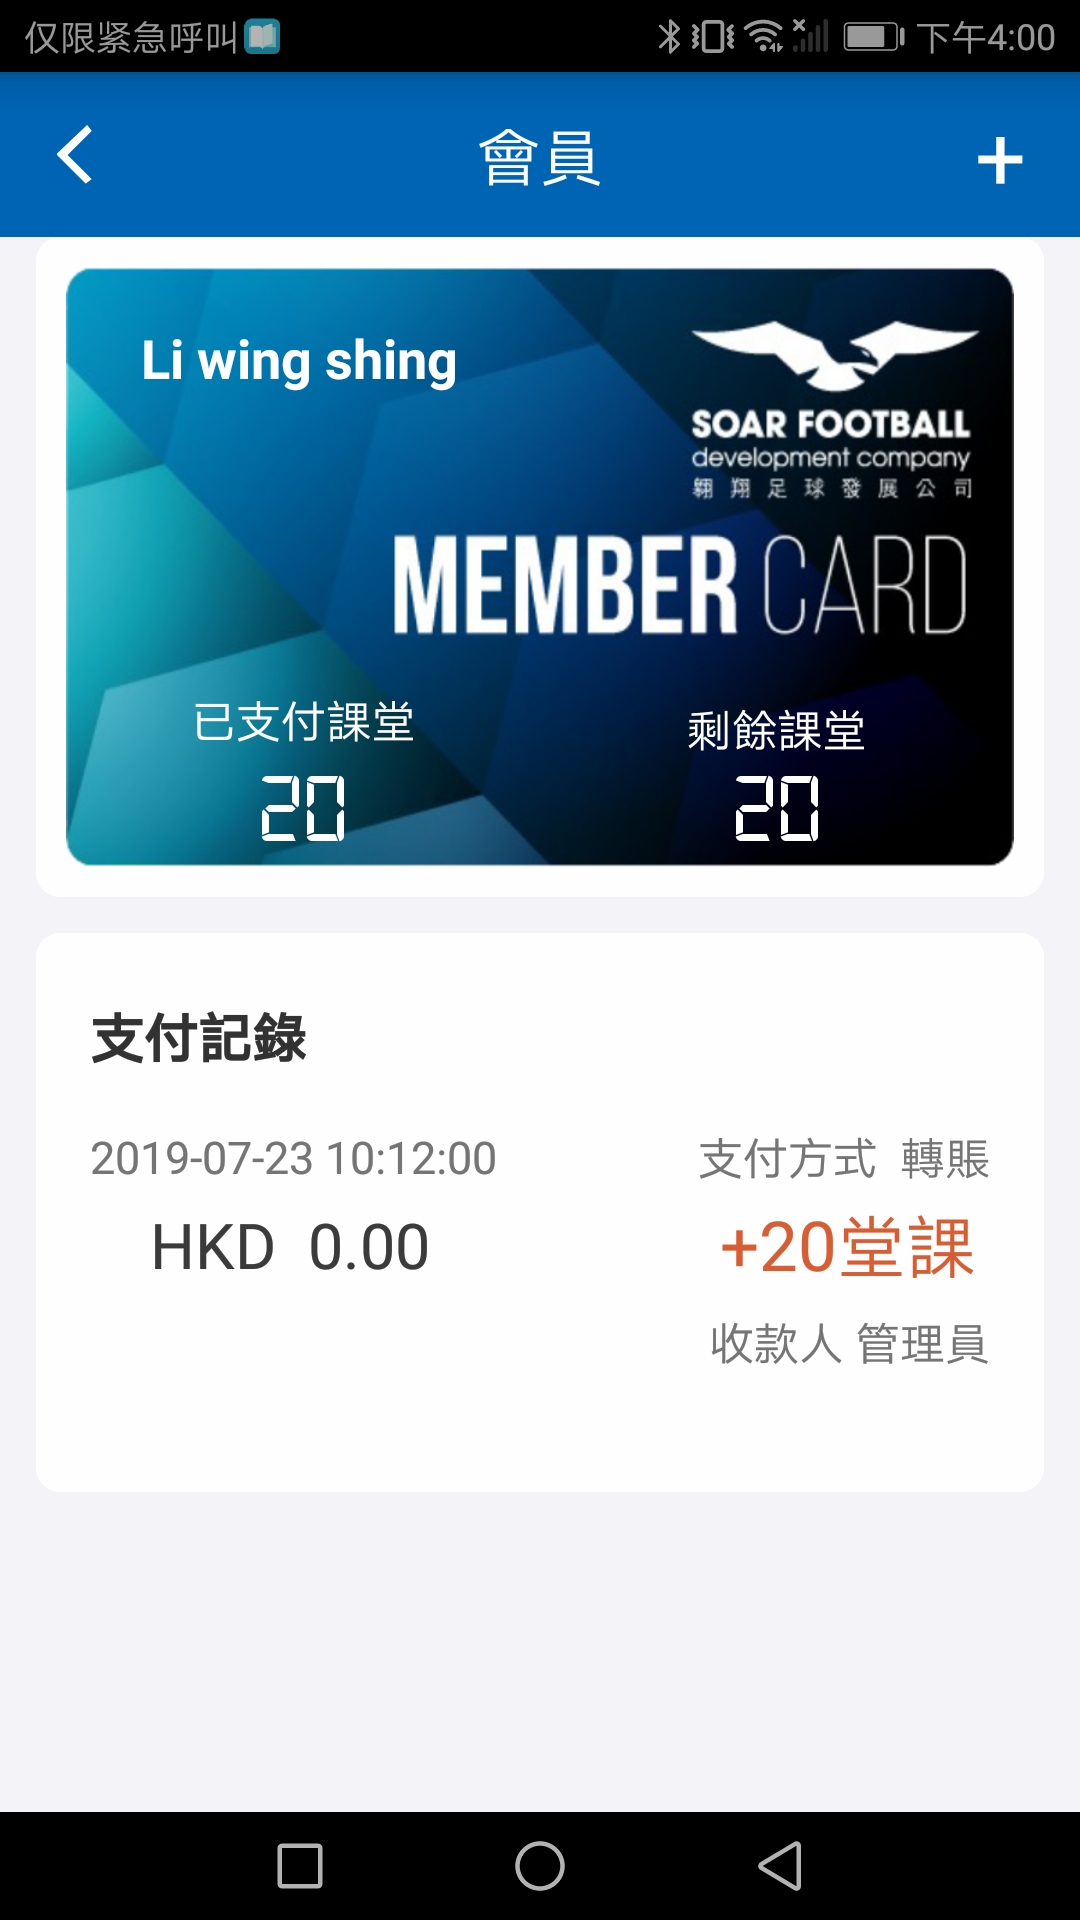 仅限紧急呼叫 下午4:00
會員
Li wing shing
SOAR FOOTBALL
development company
翱翔足球發展公司
MEMBER CARD
已支付課堂 剩餘課堂
20 20
支付記錄
2019-07-23 10:12:00 支付方式 轉賬
HKD 0.00 +20堂課
收款人 管理員